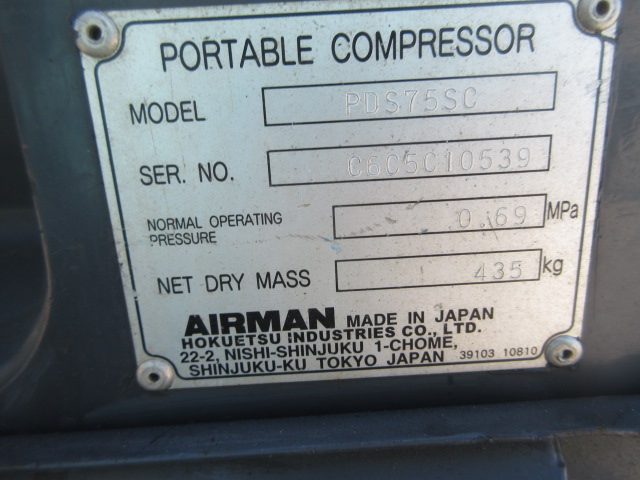 PORTABLE COMPRESSOR
MODEL PDS75SC
SER. NO. C6C5C10539
NORMAL OPERATING PRESSURE 0.69 MPa
NET DRY MASS 435 kg
AIRMAN MADE IN JAPAN
HOKUETSU INDUSTRIES CO., LTD.
22-2, NISHI-SHINJUKU 1-CHOME,
SHINJUKU-KU TOKYO JAPAN 39103 10810